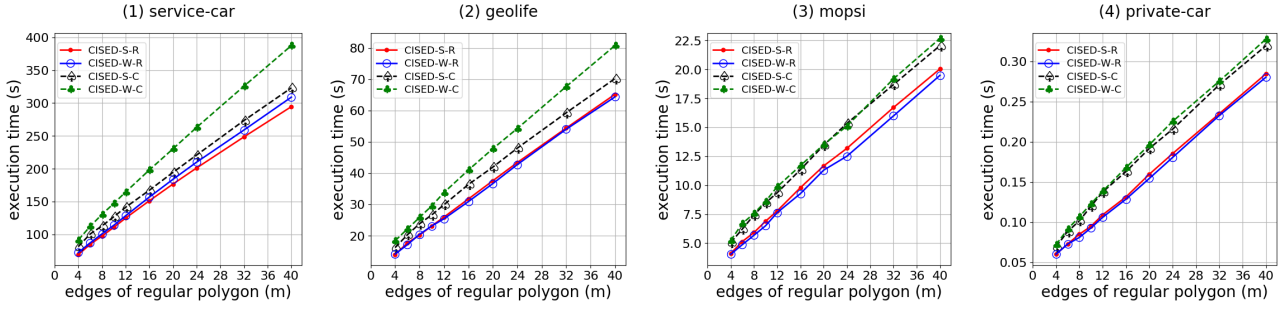 (1) service-car
execution time (s)
400
350
300
250
200
150
100
CISED-S-R
CISED-W-R
CISED-S-C
CISED-W-C
0 4 8 12 16 20 24 28 32 36 40
edges of regular polygon (m)
(2) geolife
execution time (s)
80
70
60
50
40
30
20
CISED-S-R
CISED-W-R
CISED-S-C
CISED-W-C
0 4 8 12 16 20 24 28 32 36 40
edges of regular polygon (m)
(3) mopsi
execution time (s)
22.5
20.0
17.5
15.0
12.5
10.0
7.5
5.0
CISED-S-R
CISED-W-R
CISED-S-C
CISED-W-C
0 4 8 12 16 20 24 28 32 36 40
edges of regular polygon (m)
(4) private-car
execution time (s)
0.30
0.25
0.20
0.15
0.10
0.05
CISED-S-R
CISED-W-R
CISED-S-C
CISED-W-C
0 4 8 12 16 20 24 28 32 36 40
edges of regular polygon (m)